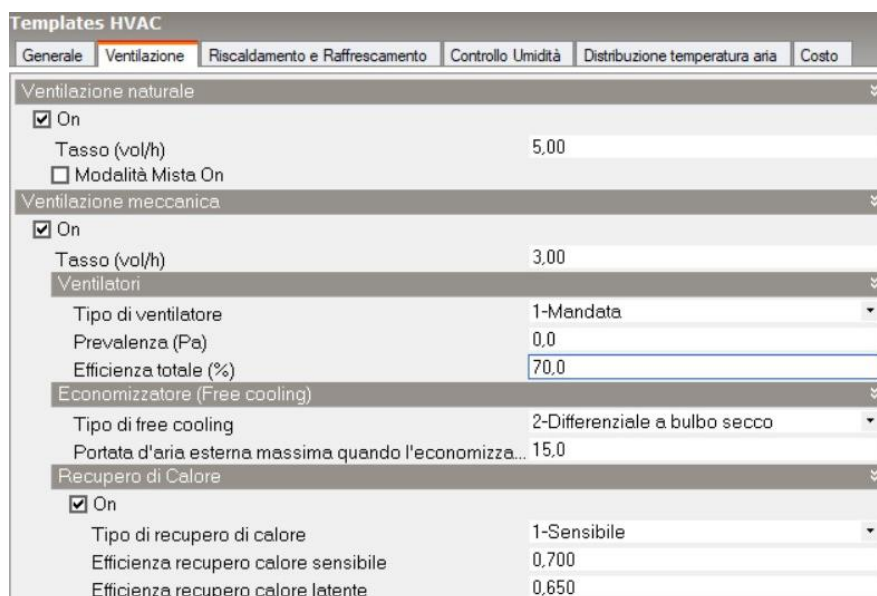 Templates HVAC
Generale Ventilazione Riscaldamento e Raffrescamento Controllo Umidità Distribuzione temperatura aria Costo
Ventilazione naturale
On
Tasso (vol/h) 5,00
Modalità Mista On
Ventilazione meccanica
On
Tasso (vol/h) 3,00
Ventilatori
Tipo di ventilatore 1-Mandata
Prevalenza (Pa) 0,0
Efficienza totale (%) 70,0
Economizzatore (Free cooling)
Tipo di free cooling 2-Differenziale a bulbo secco
Portata d'aria esterna massima quando l'economizza... 15,0
Recupero di Calore
On
Tipo di recupero di calore 1-Sensibile
Efficienza recupero calore sensibile 0,700
Efficienza recupero calore latente 0,650